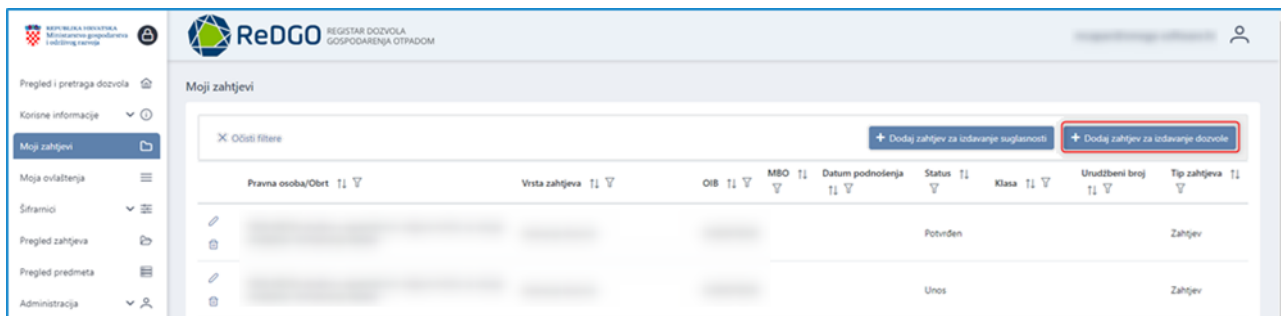 REPUBLIKA HRVATSKA
Ministarstvo gospodarstva
i održivog razvoja
ReDGO REGISTAR DOZVOLA
GOSPODARENJA OTPADOM
Pregled i pretraga dozvola
Korisne informacije
Moji zahtjevi
Moja ovlaštenja
Šifrarnici
Pregled zahtjeva
Pregled predmeta
Administracija
Moji zahtjevi
Očisti filtere
+ Dodaj zahtjev za izdavanje suglasnosti
+ Dodaj zahtjev za izdavanje dozvole
Pravna osoba/Obrt Vrsta zahtjeva OIB MBO Datum podnošenja Status Klasa Urudžbeni broj Tip zahtjeva
Potvrđen Zahtjev
Unos Zahtjev